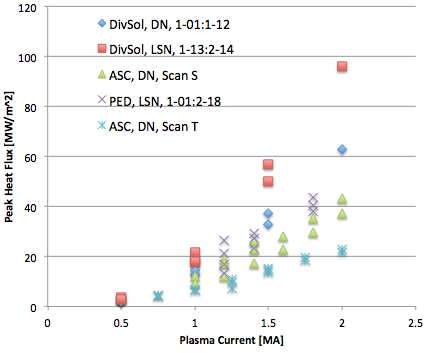 120
100
80
60
40
20
0
Peak Heat Flux [MW/m^2]
DivSol, DN, 1-01:1-12
DivSol, LSN, 1-13:2-14
ASC, DN, Scan S
PED, LSN, 1-01:2-18
ASC, DN, Scan T
0 0.5 1 1.5 2 2.5
Plasma Current [MA]